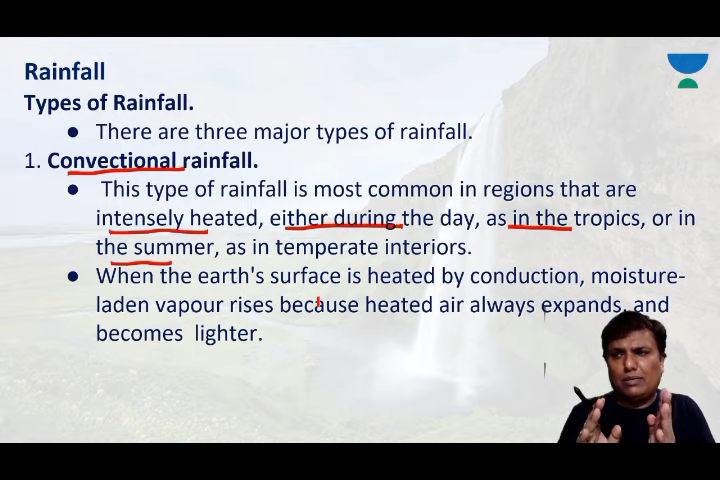 Rainfall
Types of Rainfall.
● There are three major types of rainfall.
1. Convectional rainfall.
● This type of rainfall is most common in regions that are
intensely heated, either during the day, as in the tropics, or in
the summer, as in temperate interiors.
● When the earth's surface is heated by conduction, moisture-
laden vapour rises because heated air always expands, and
becomes lighter.